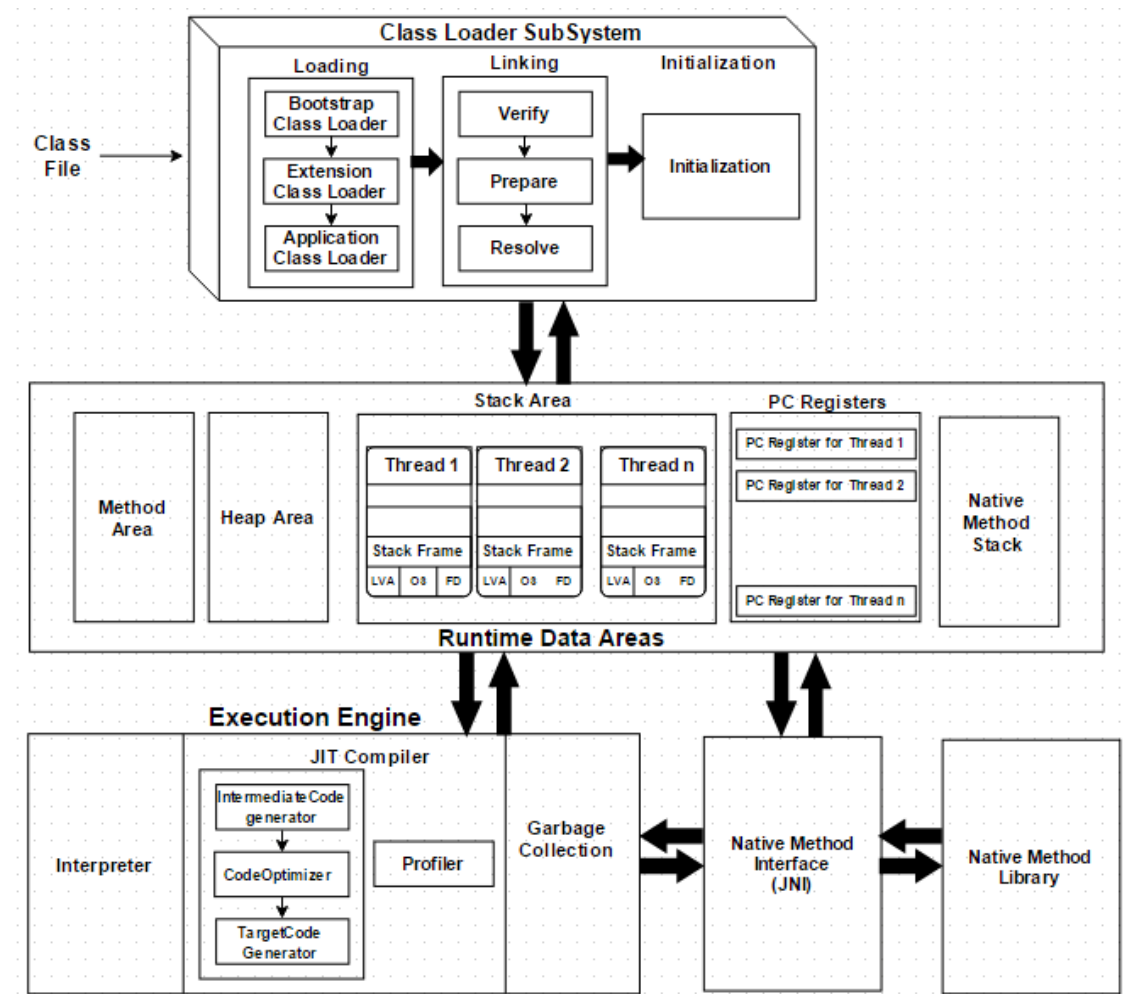 Class Loader SubSystem
Loading
Linking
Initialization
Bootstrap
Class Loader
Extension
Class Loader
Application
Class Loader
Verify
Prepare
Resolve
Initialization
Class
File
Stack Area
PC Registers
Method
Area
Heap Area
Thread 1
Stack Frame
LVA OS FD
Thread 2
Stack Frame
LVA OS FD
Thread n
Stack Frame
LVA OS FD
PC Register for Thread 1
PC Register for Thread 2
PC Register for Thread n
Native
Method
Stack
Runtime Data Areas
Execution Engine
Interpreter
JIT Compiler
IntermediateCode
generator
CodeOptimizer
TargetCode
Generator
Profiler
Garbage
Collection
Native Method
Interface
(JNI)
Native Method
Library